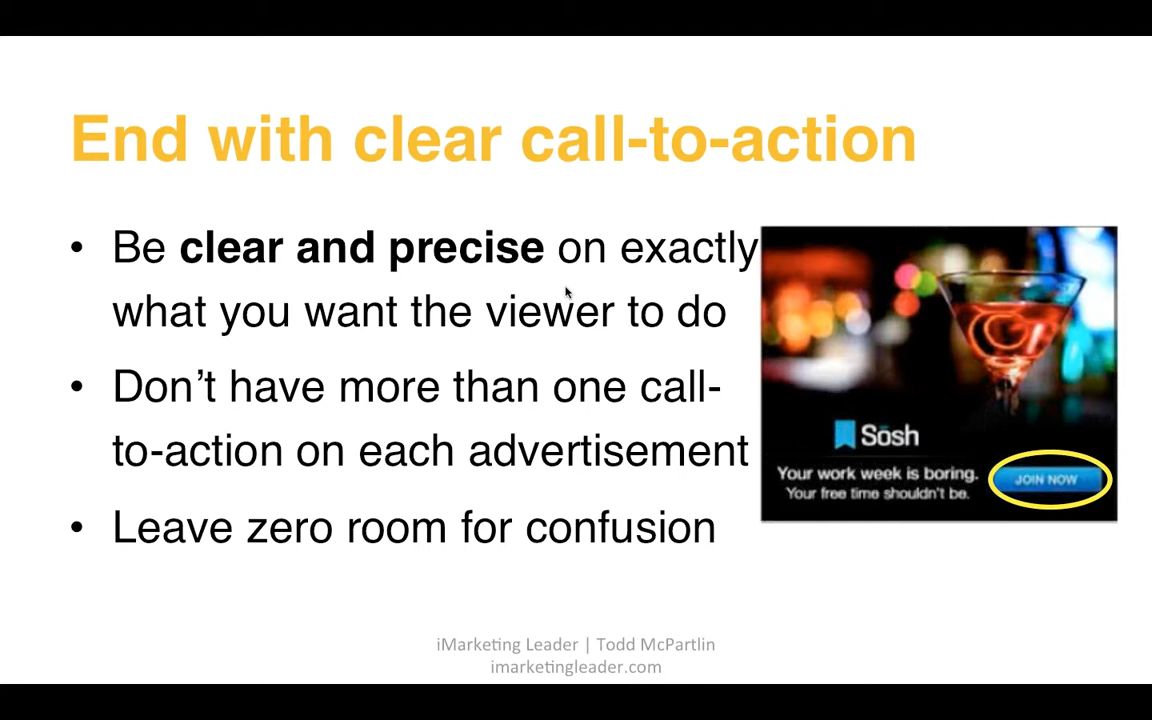 End with clear call-to-action
• Be clear and precise on exactly
what you want the viewer to do
• Don’t have more than one call-
to-action on each advertisement
• Leave zero room for confusion
Sōsh
Your work week is boring.
Your free time shouldn't be.
JOIN NOW
iMarketing Leader | Todd McPartlin
imarketingleader.com